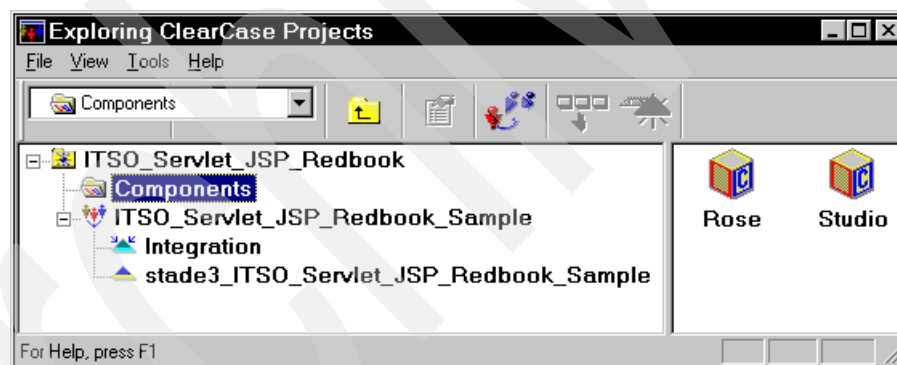 Exploring ClearCase Projects
File View Tools Help
Components
ITSO_Servlet_JSP_Redbook
Components
ITSO_Servlet_JSP_Redbook_Sample
Integration
stade3_ITSO_Servlet_JSP_Redbook_Sample
Rose Studio
For Help, press F1